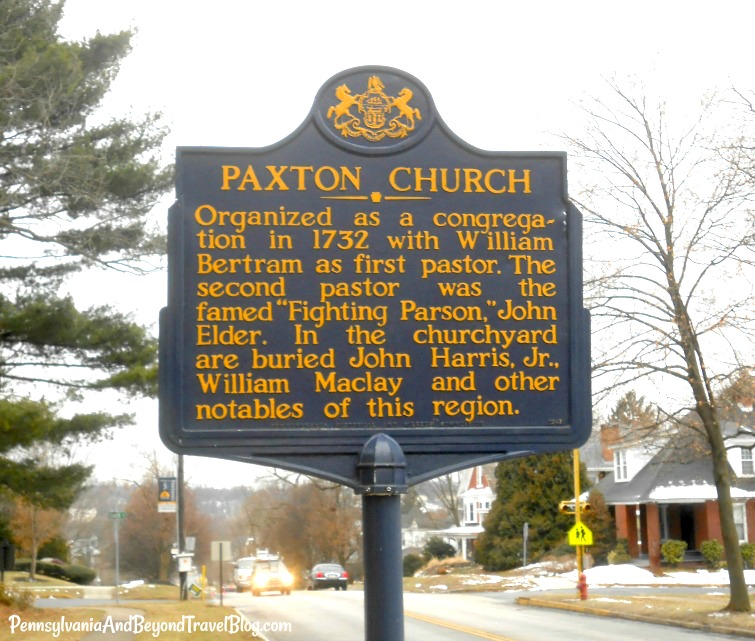 PAXTON CHURCH
Organized as a congrega-
tion in 1732 with William
Bertram as first pastor. The
second pastor was the
famed "Fighting Parson," John
Elder. In the churchyard
are buried John Harris, Jr.,
William Maclay and other
notables of this region.
PennsylvaniaAndBeyondTravelBlog.com